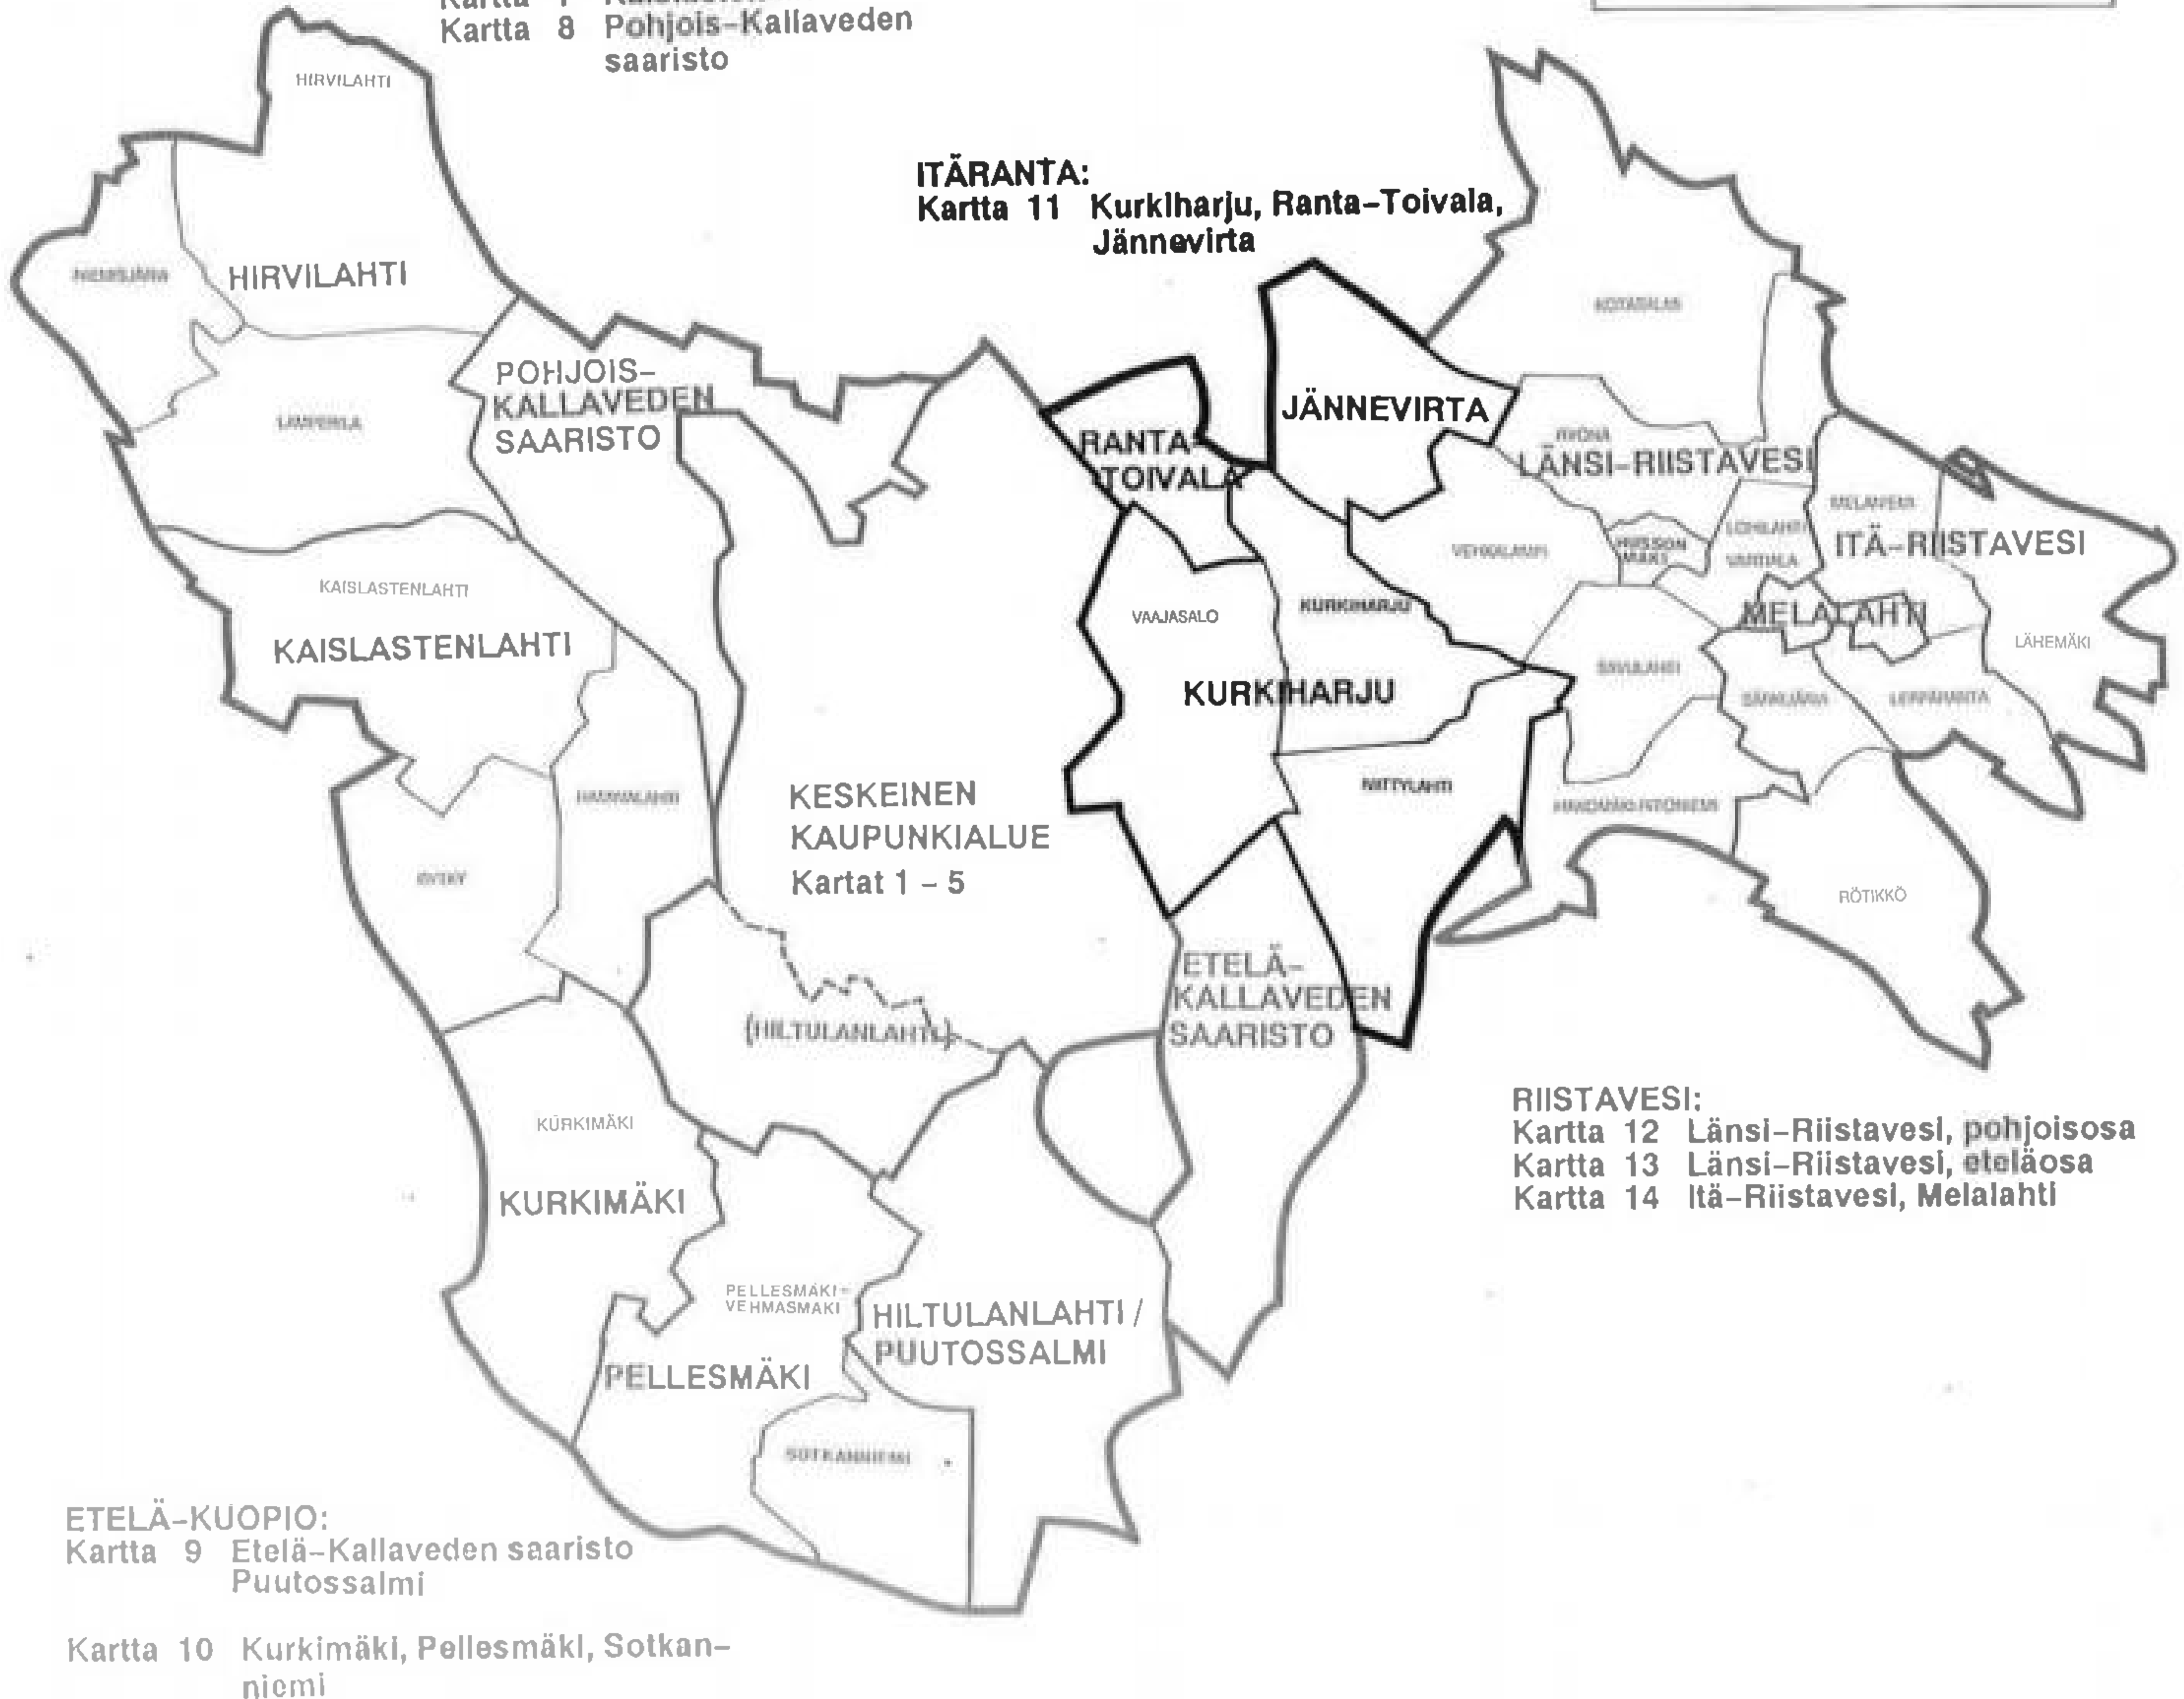 Kartta 8 Pohjois-Kallaveden
saaristo
HIRVILAHTI
ITÄRANTA:
Kartta 11 Kurkiharju, Ranta-Toivala,
Jännevirta
HIRVILAHTI
POHJOIS-
KALLAVEDEN
SAARISTO
JÄNNEVIRTA
RANTA-
TOIVALA
LÄNSI-RIISTAVESI
ITÄ-RIISTAVESI
VEHKALAMPI
LOHILAHTI
VARTIALA
KAISLASTENLAHTI
KAISLASTENLAHTI
VAAJASALO
KURKIHARJU
MELALAHTI
LÄHEMÄKI
KURKIHARJU
NIITTYLAHTI
KESKEINEN
KAUPUNKIALUE
Kartat 1 - 5
RÖTIKKÖ
ETELÄ-
KALLAVEDEN
SAARISTO
(HILTULANLAHTI)
KURKIMÄKI
KURKIMÄKI
RIISTAVESI:
Kartta 12 Länsi-Riistavesi, pohjoisosa
Kartta 13 Länsi-Riistavesi, eteläosa
Kartta 14 Itä-Riistavesi, Melalahti
PELLESMÄKI-
VEHMASMÄKI
HILTULANLAHTI /
PUUTOSSALMI
PELLESMÄKI
SOTKANNIEMI
ETELÄ-KUOPIO:
Kartta 9 Etelä-Kallaveden saaristo
Puutossalmi
Kartta 10 Kurkimäki, Pellesmäki, Sotkan-
niemi